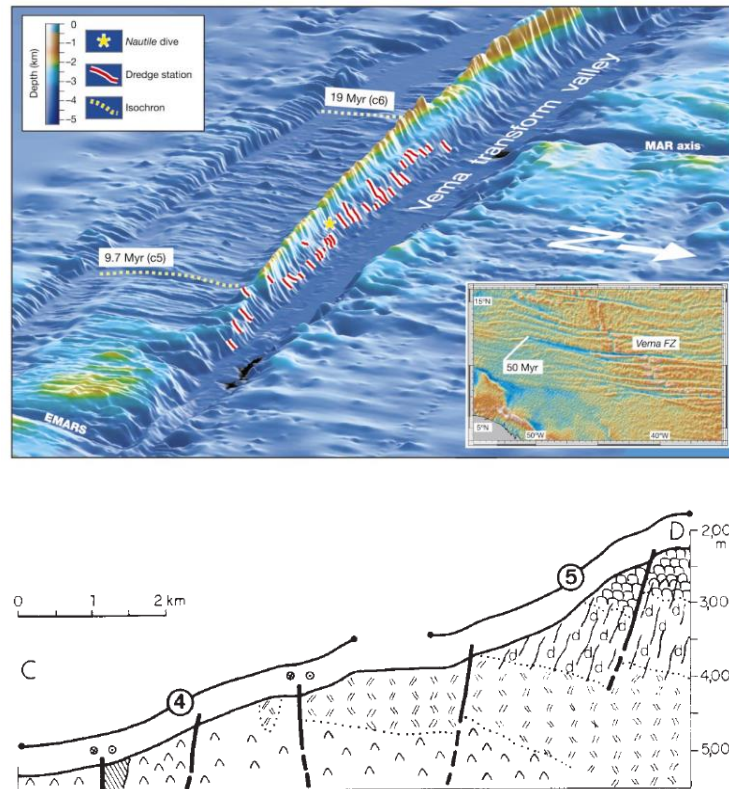 0
-1
-2
-3
-4
-5
Depth (km)
Nautile dive
Dredge station
Isochron
19 Myr (c6)
Vema transform valley
MAR axis
9.7 Myr (c5)
N
EMARS
15°N
Vema FZ
50 Myr
5°N
50°W
40°W
D
2,00
m
5
0 1 2 km
3,00
d d d d d d d d d d d
C
4,00
4
5,00